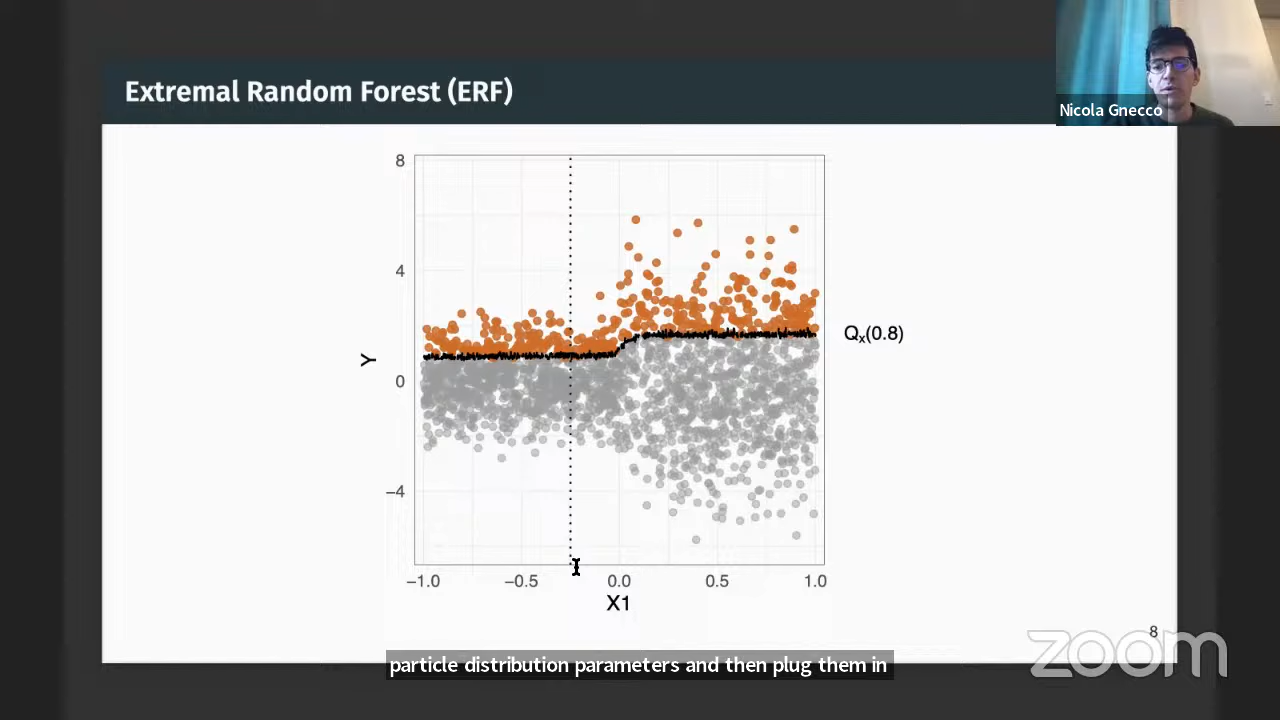 Extremal Random Forest (ERF)
Nicola Gnecco
8
4
0
−4
Y
Qx(0.8)
−1.0 −0.5 0.0 0.5 1.0
X1
8
zoom
particle distribution parameters and then plug them in